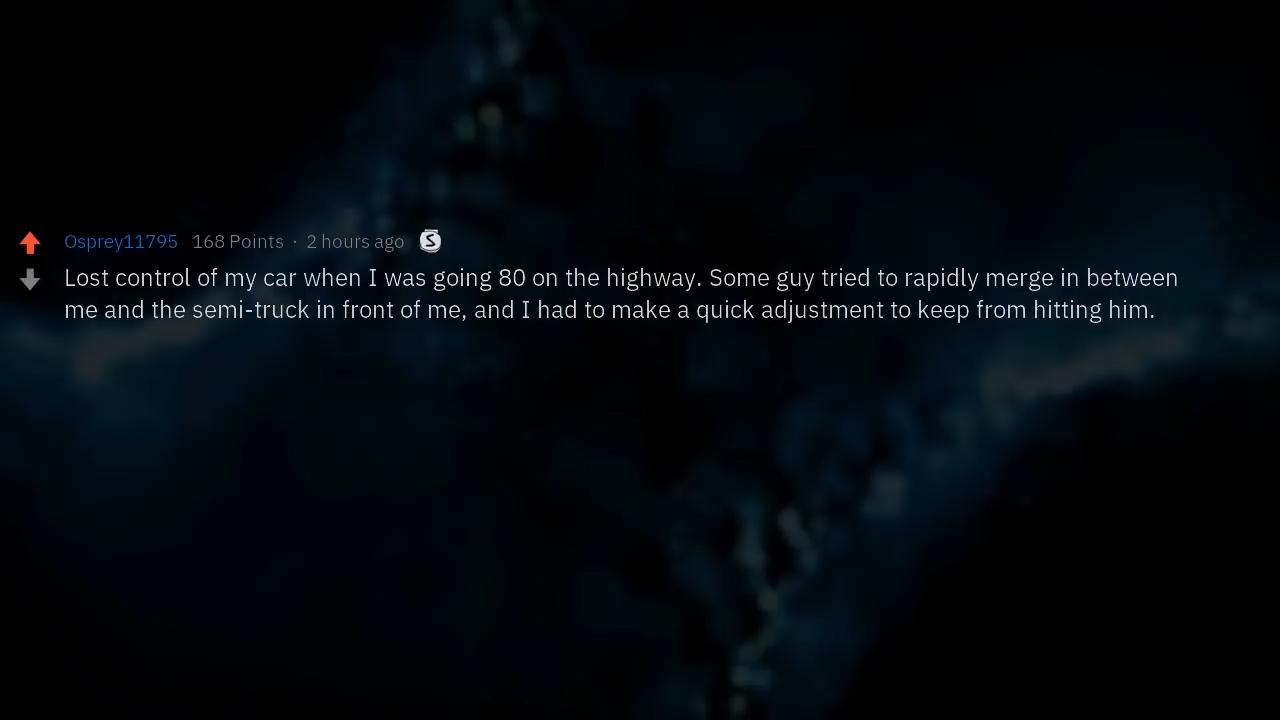 Osprey11795 168 Points · 2 hours ago S
Lost control of my car when I was going 80 on the highway. Some guy tried to rapidly merge in between
me and the semi-truck in front of me, and I had to make a quick adjustment to keep from hitting him.